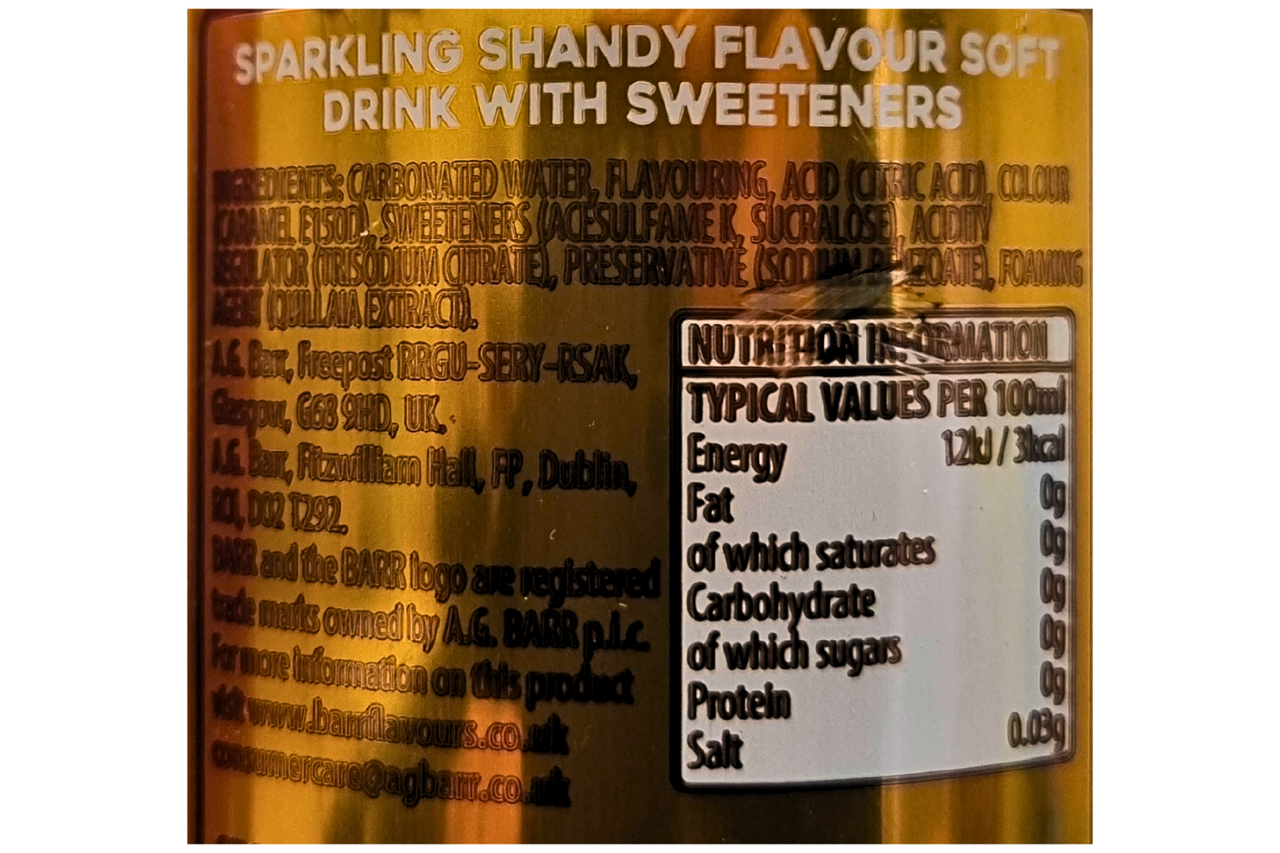 SPARKLING SHANDY FLAVOUR SOFT
DRINK WITH SWEETENERS
INGREDIENTS: CARBONATED WATER, FLAVOURING, ACID (CITRIC ACID), COLOUR
(CARAMEL E150D), SWEETENERS (ACESULFAME K, SUCRALOSE), ACIDITY
REGULATOR (TRISODIUM CITRATE), PRESERVATIVE (SODIUM BENZOATE), FOAMING
AGENT (QUILLAIA EXTRACT).
A.G. Barr, Freepost RRGU-SERY-RSAK,
Glasgow, G68 9HD, UK.
A.G. Barr, Fitzwilliam Hall, FP, Dublin,
ROI, D02 T292.
BARR and the BARR logo are registered
trade marks owned by A.G. BARR p.l.c.
For more information on this product
visit www.barrflavours.co.uk
consumercare@agbarr.co.uk
NUTRITION INFORMATION
TYPICAL VALUES PER 100ml
Energy 12kJ / 3kcal
Fat 0g
of which saturates 0g
Carbohydrate 0g
of which sugars 0g
Protein 0g
Salt 0.03g